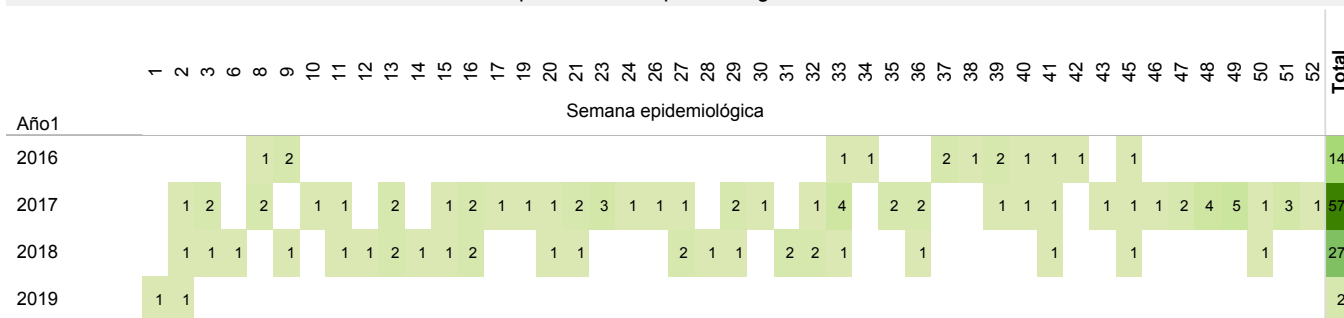 1 2 3 6 8 9 10 11 12 13 14 15 16 17 19 20 21 23 24 26 27 28 29 30 31 32 33 34 35 36 37 38 39 40 41 42 43 45 46 47 48 49 50 51 52 Total
Semana epidemiológica
Año1
2016 1 2 1 1 2 1 2 1 1 1 1 14
2017 1 2 2 1 1 2 1 2 1 1 1 2 3 1 1 1 2 1 1 4 2 2 1 1 1 1 1 1 2 4 5 1 3 1 57
2018 1 1 1 1 1 1 2 1 1 2 1 1 2 1 1 2 2 1 1 1 1 1 27
2019 1 1 2